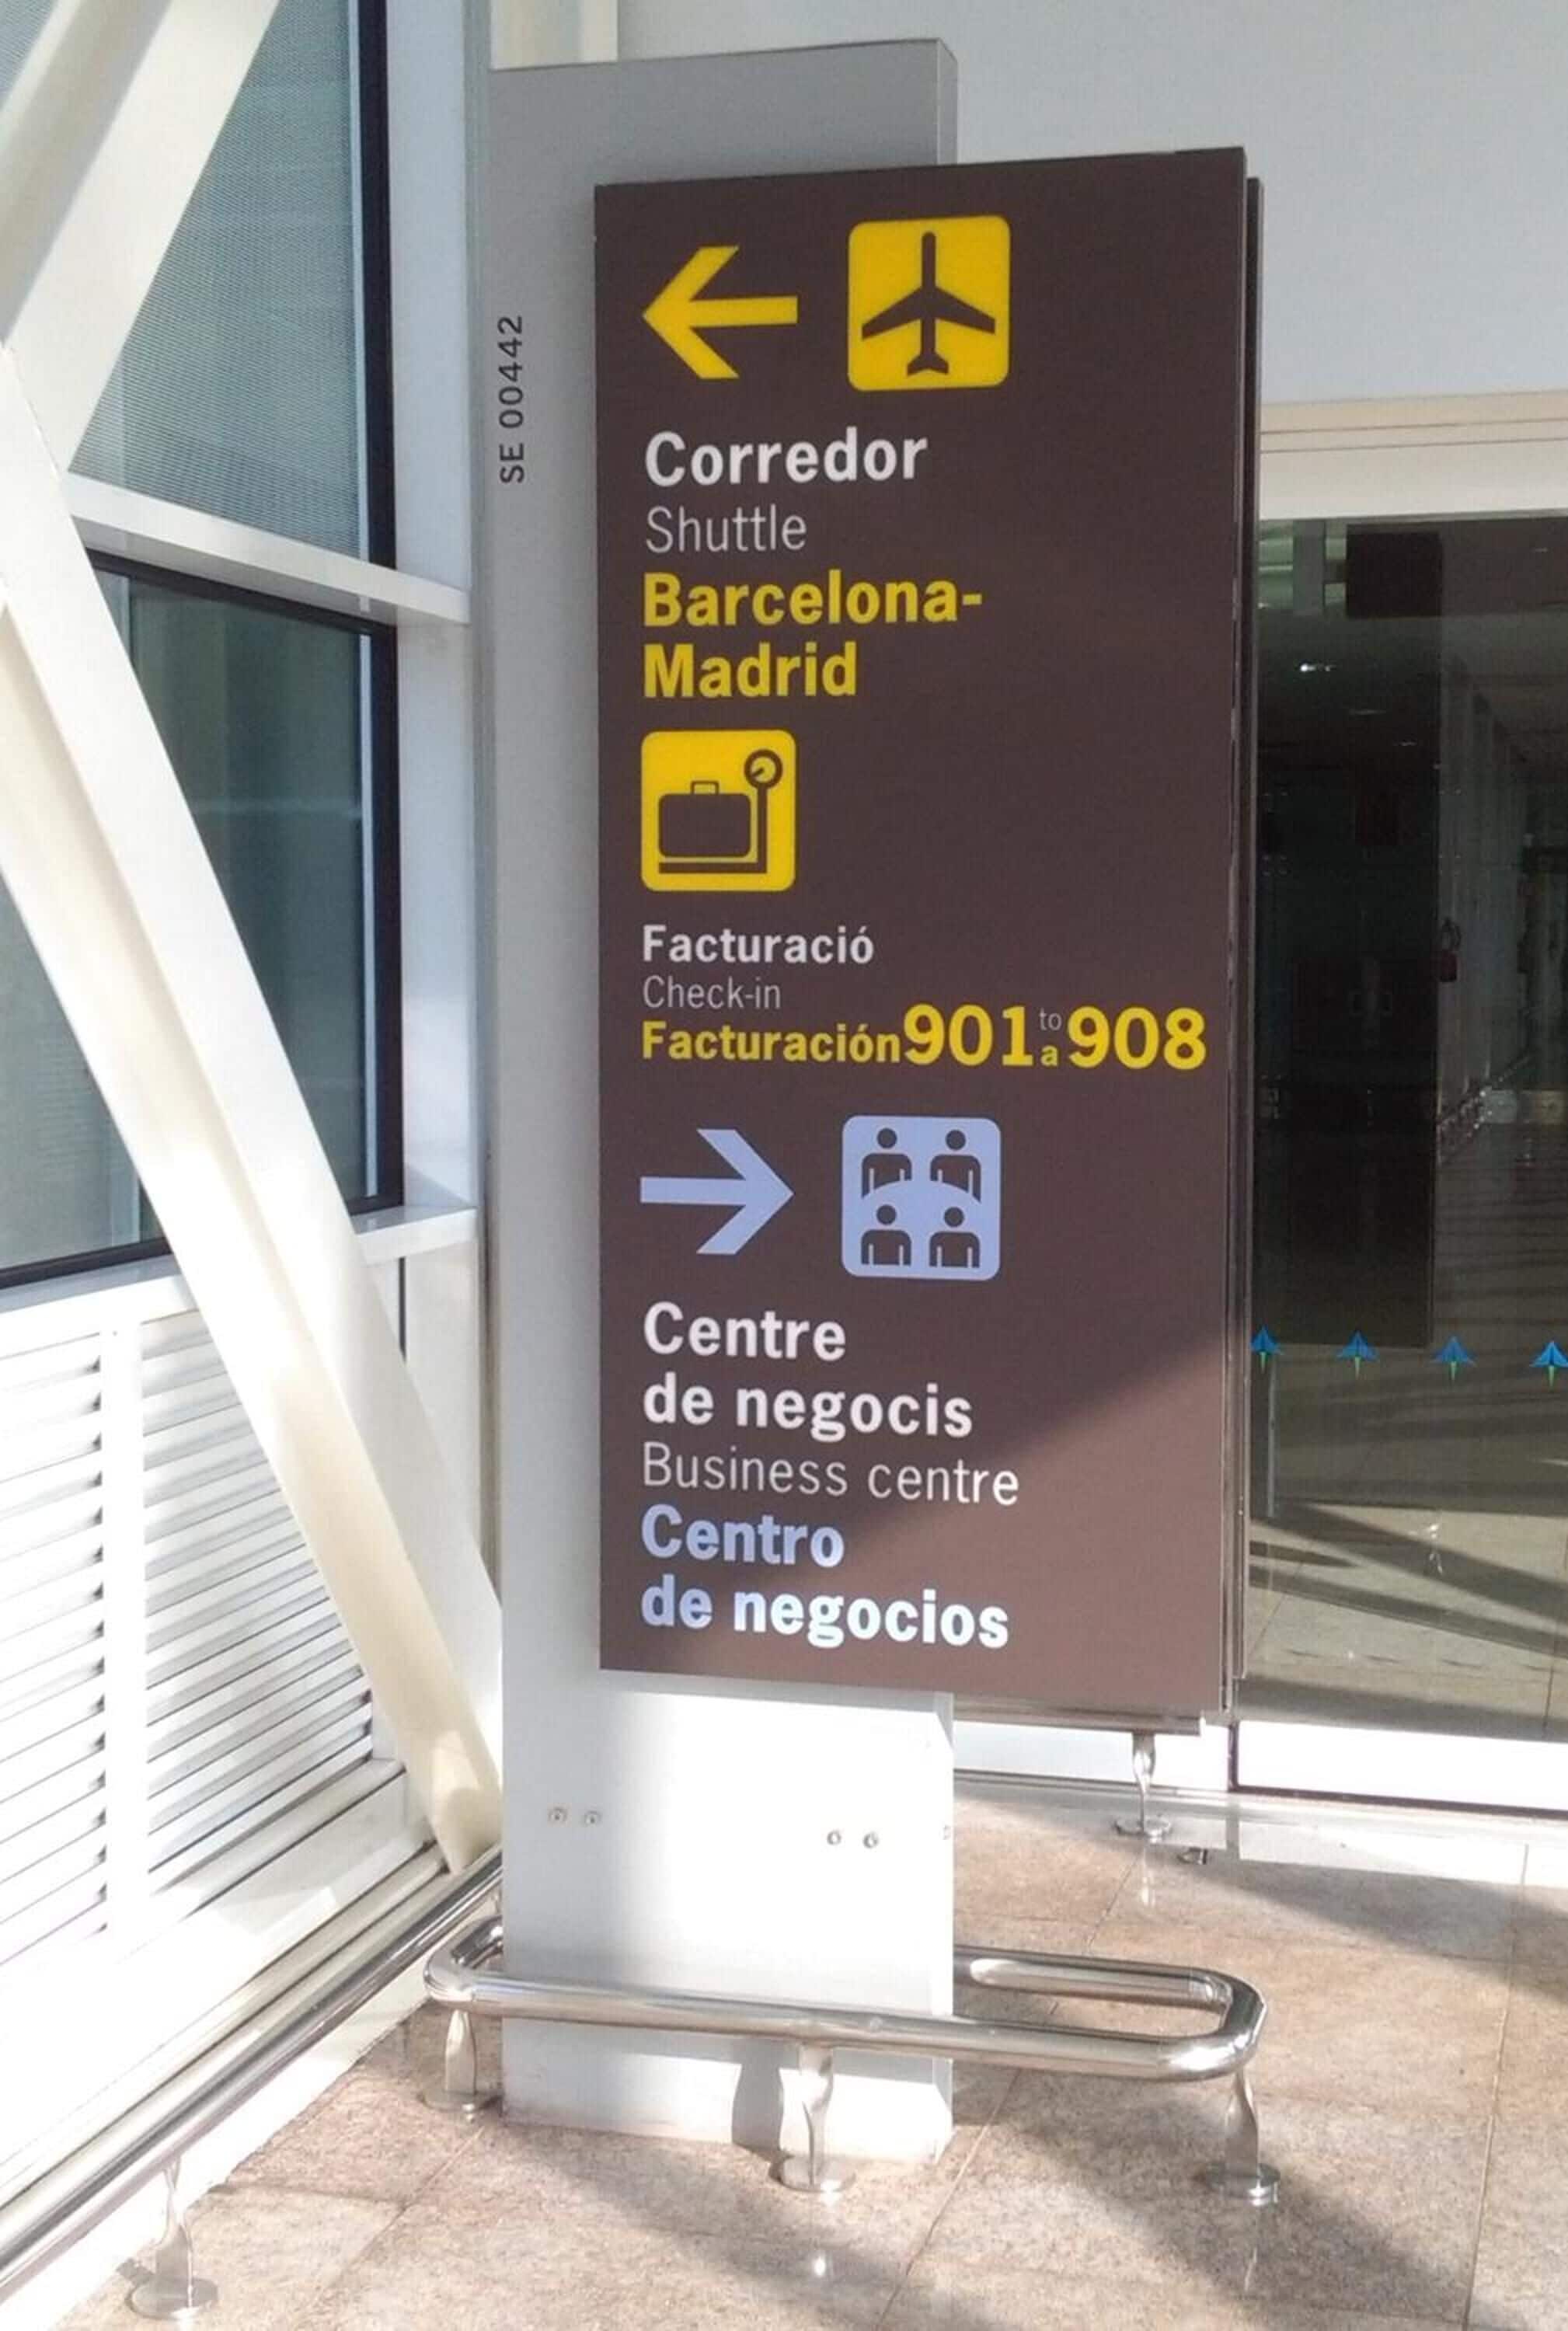 SE 00442
Corredor
Shuttle
Barcelona-
Madrid
Facturació
Check-in
Facturación 901 to a 908
Centre
de negocis
Business centre
Centro
de negocios